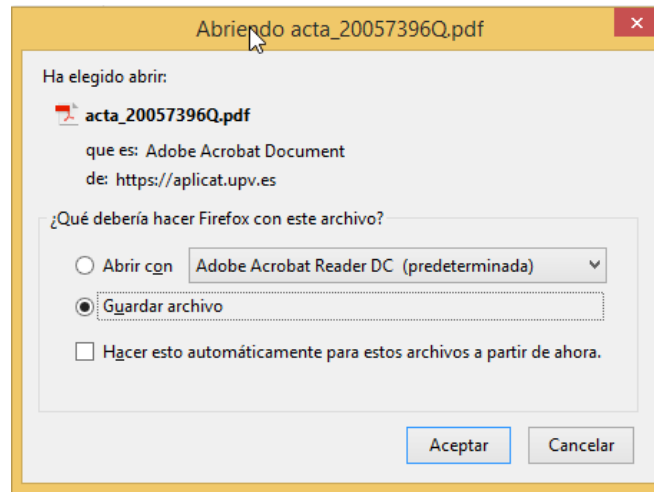 Abriendo acta_20057396Q.pdf
Ha elegido abrir:
acta_20057396Q.pdf
que es: Adobe Acrobat Document
de: https://aplicat.upv.es
¿Qué debería hacer Firefox con este archivo?
Abrir con Adobe Acrobat Reader DC (predeterminada)
Guardar archivo
Hacer esto automáticamente para estos archivos a partir de ahora.
Aceptar Cancelar